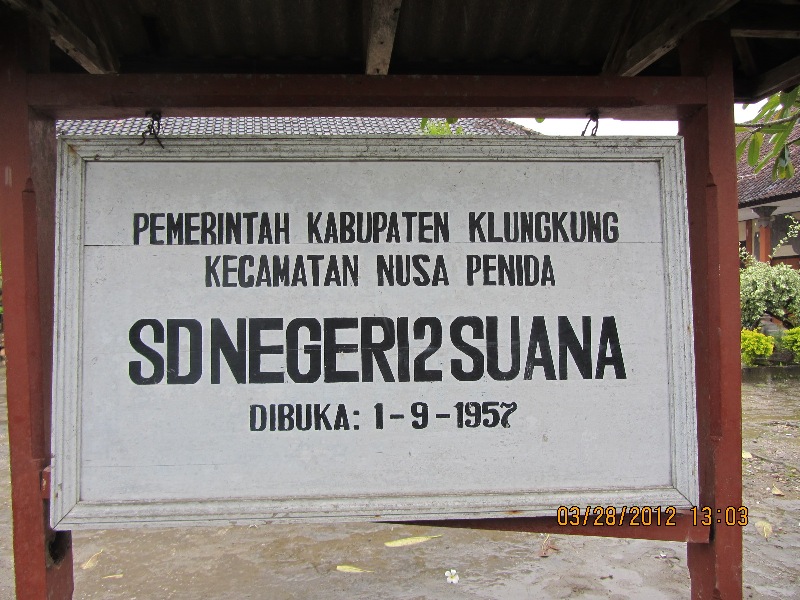 PEMERINTAH KABUPATEN KLUNGKUNG
KECAMATAN NUSA PENIDA
SD NEGERI 2 SUANA
DIBUKA: 1-9-1957
03/28/2012 13:03